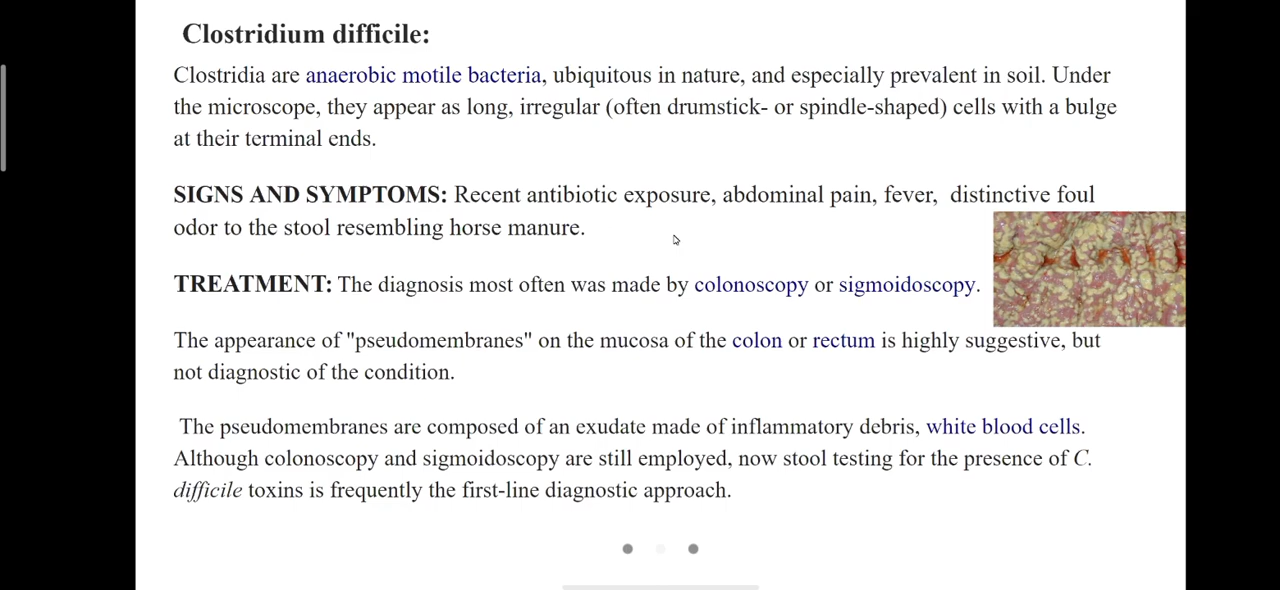 Clostridium difficile:
Clostridia are anaerobic motile bacteria, ubiquitous in nature, and especially prevalent in soil. Under
the microscope, they appear as long, irregular (often drumstick- or spindle-shaped) cells with a bulge
at their terminal ends.
SIGNS AND SYMPTOMS: Recent antibiotic exposure, abdominal pain, fever, distinctive foul
odor to the stool resembling horse manure.
TREATMENT: The diagnosis most often was made by colonoscopy or sigmoidoscopy.
The appearance of "pseudomembranes" on the mucosa of the colon or rectum is highly suggestive, but
not diagnostic of the condition.
The pseudomembranes are composed of an exudate made of inflammatory debris, white blood cells.
Although colonoscopy and sigmoidoscopy are still employed, now stool testing for the presence of C.
difficile toxins is frequently the first-line diagnostic approach.